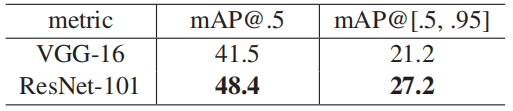 metric mAP@.5 mAP@[.5, .95]
VGG-16 41.5 21.2
ResNet-101 48.4 27.2